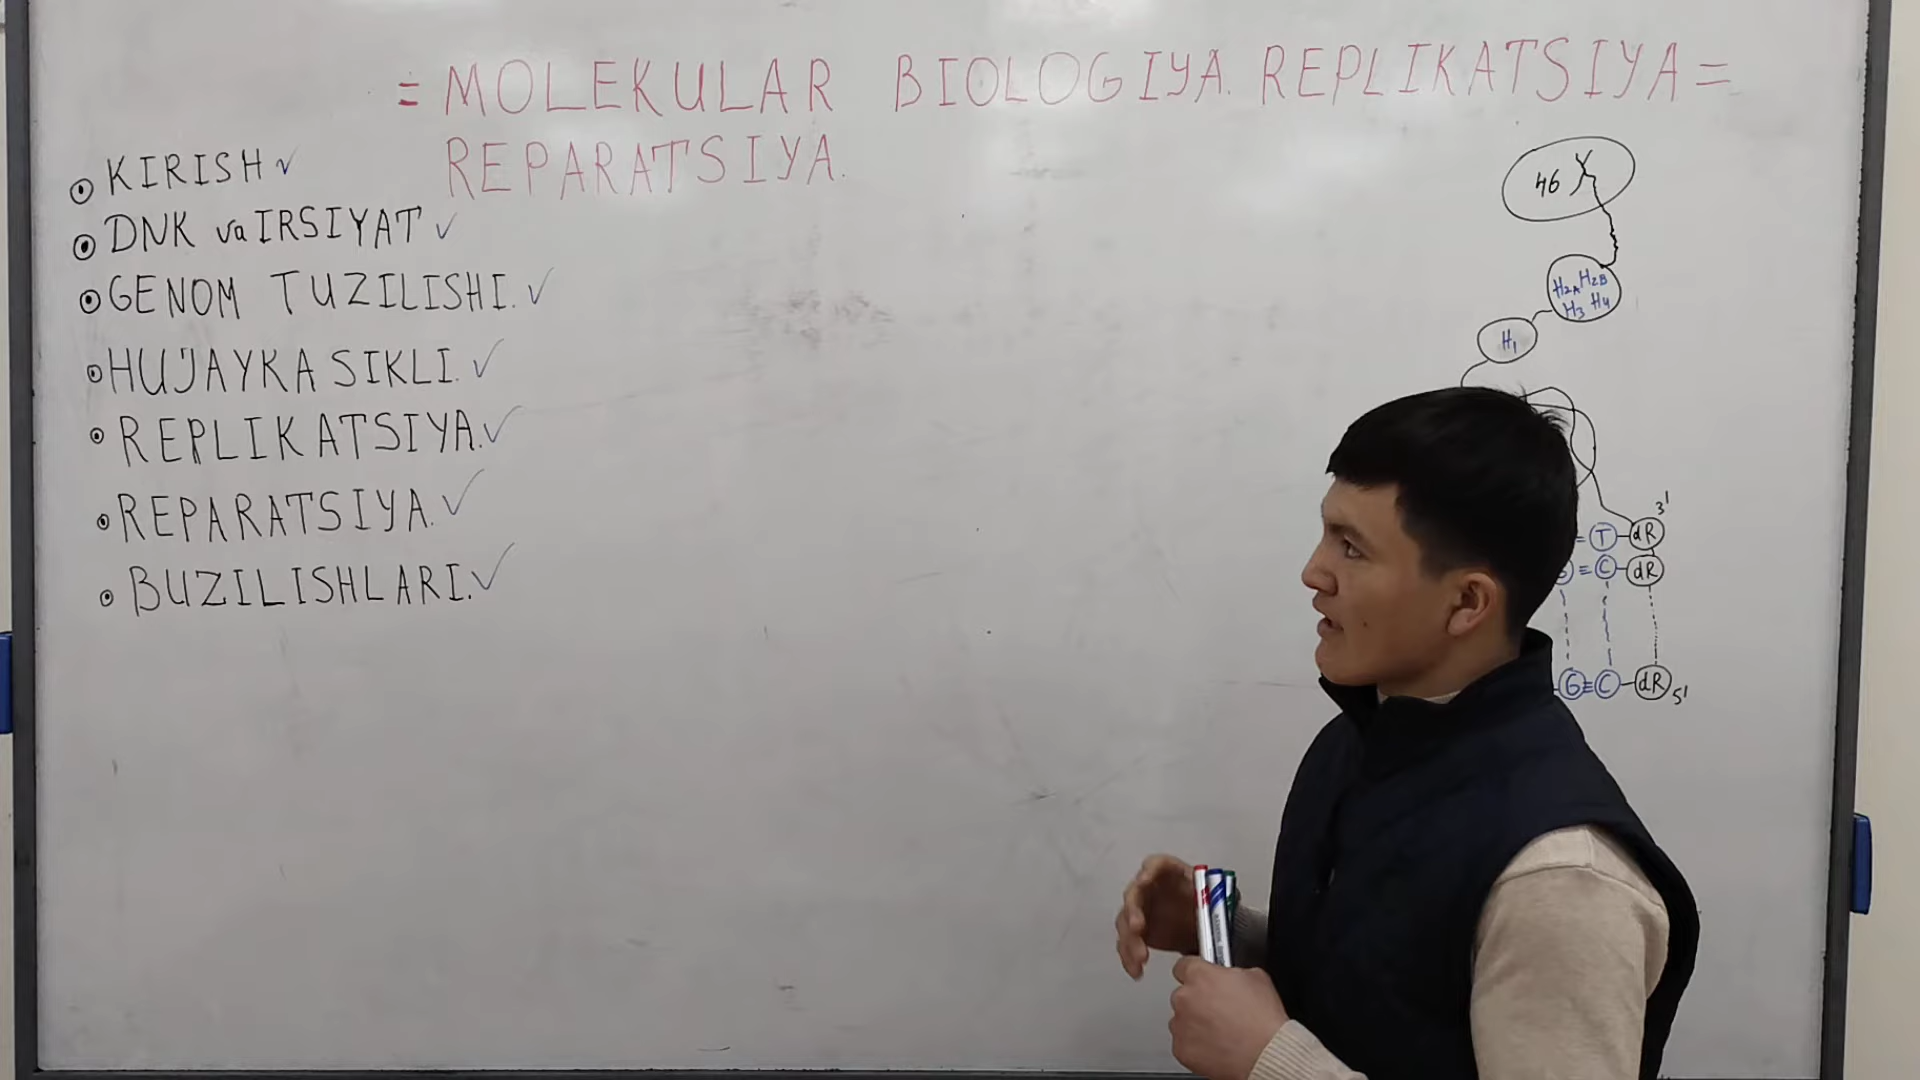 = MOLEKULAR BIOLOGIYA. REPLIKATSIYA =
REPARATSIYA.
KIRISH
DNK va IRSIYAT
GENOM TUZILISHI.
HUJAYKA SIKLI.
REPLIKATSIYA.
REPARATSIYA.
BUZILISHLARI.
46
H2A H2B
H3 H4
H1
3'
= T - dR
≡ C - dR
G ≡ C - dR 5'